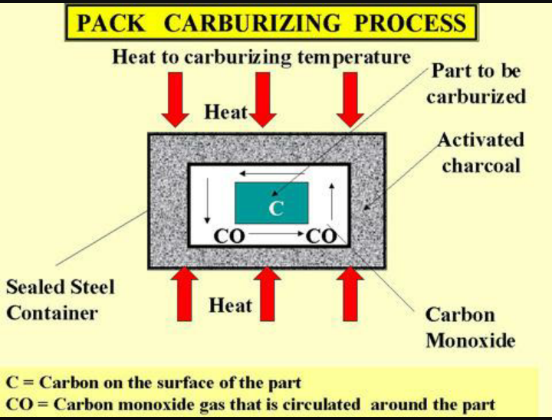 PACK CARBURIZING PROCESS
Heat to carburizing temperature
Part to be
carburized
Heat
Activated
charcoal
C
CO
CO
Sealed Steel
Container
Heat
Carbon
Monoxide
C = Carbon on the surface of the part
CO = Carbon monoxide gas that is circulated around the part